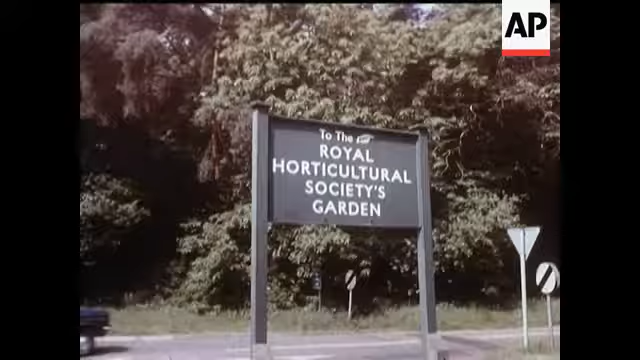 AP
To The
ROYAL
HORTICULTURAL
SOCIETY'S
GARDEN